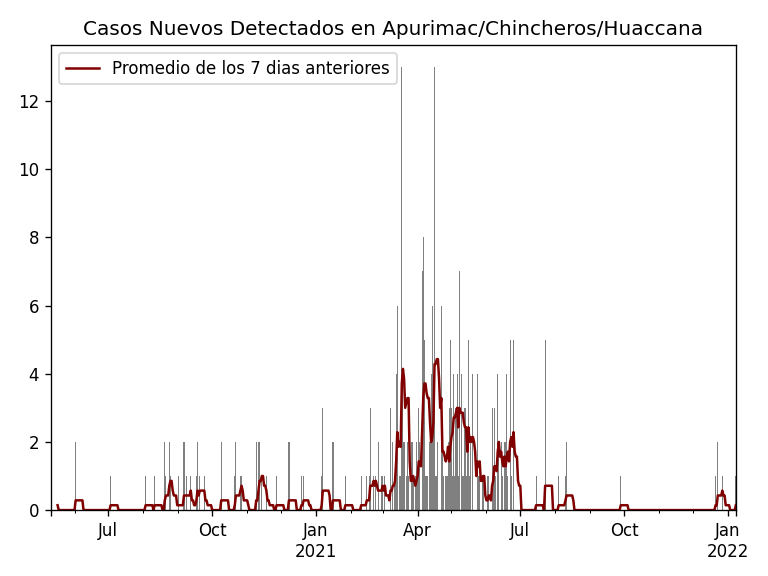 Casos Nuevos Detectados en Apurimac/Chincheros/Huaccana
Promedio de los 7 dias anteriores
12
10
8
6
4
2
0
Jul Oct Jan Apr Jul Oct Jan
2021 2022